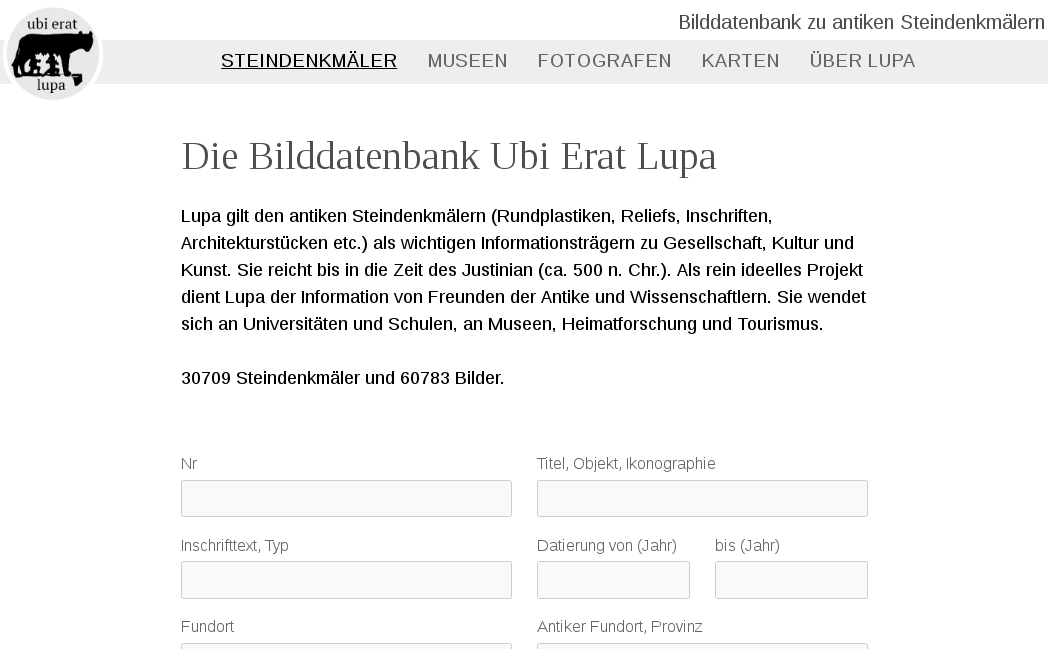 ubi erat
lupa
Bilddatenbank zu antiken Steindenkmälern
STEINDENKMÄLER MUSEEN FOTOGRAFEN KARTEN ÜBER LUPA
Die Bilddatenbank Ubi Erat Lupa
Lupa gilt den antiken Steindenkmälern (Rundplastiken, Reliefs, Inschriften,
Architekturstücken etc.) als wichtigen Informationsträgern zu Gesellschaft, Kultur und
Kunst. Sie reicht bis in die Zeit des Justinian (ca. 500 n. Chr.). Als rein ideelles Projekt
dient Lupa der Information von Freunden der Antike und Wissenschaftlern. Sie wendet
sich an Universitäten und Schulen, an Museen, Heimatforschung und Tourismus.
30709 Steindenkmäler und 60783 Bilder.
Nr Titel, Objekt, Ikonographie
Inschrifttext, Typ Datierung von (Jahr) bis (Jahr)
Fundort Antiker Fundort, Provinz